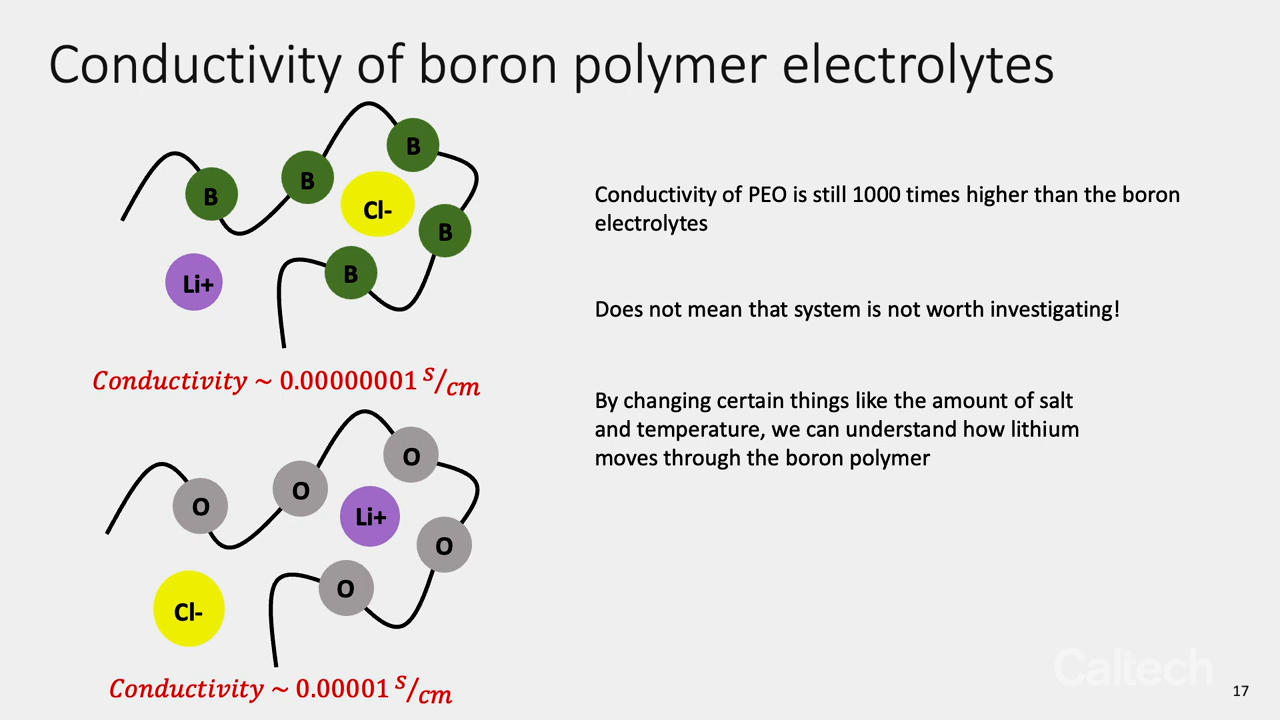 Conductivity of boron polymer electrolytes
B
B
B
Cl-
B
B
Li+
Conductivity ~ 0.00000001 S/cm
O
O
O
Li+
O
O
Cl-
Conductivity ~ 0.00001 S/cm
Conductivity of PEO is still 1000 times higher than the boron
electrolytes
Does not mean that system is not worth investigating!
By changing certain things like the amount of salt
and temperature, we can understand how lithium
moves through the boron polymer
Caltech
17